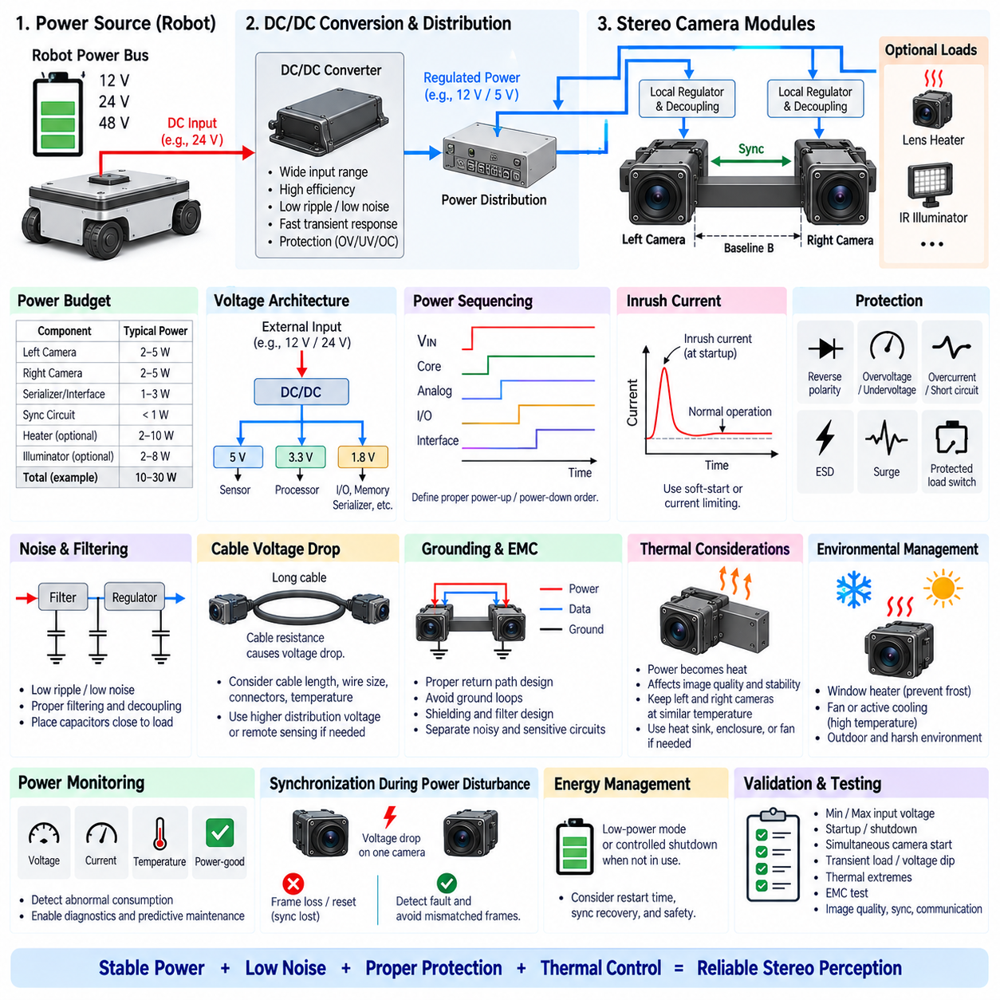 1. Power Source (Robot)
Robot Power Bus
12 V
24 V
48 V
DC Input
(e.g., 24 V)
2. DC/DC Conversion & Distribution
DC/DC Converter
• Wide input range
• High efficiency
• Low ripple / low noise
• Fast transient response
• Protection (OV/UV/OC)
Regulated Power
(e.g., 12 V / 5 V)
Power Distribution
3. Stereo Camera Modules
Local Regulator
& Decoupling
Local Regulator
& Decoupling
Sync
Left Camera
Right Camera
Baseline B
Optional Loads
Lens Heater
IR Illuminator
•••
Power Budget
Component Typical Power
Left Camera 2–5 W
Right Camera 2–5 W
Serializer/Interface 1–3 W
Sync Circuit < 1 W
Heater (optional) 2–10 W
Illuminator (optional) 2–8 W
Total (example) 10–30 W
Voltage Architecture
External Input
(e.g., 12 V / 24 V)
DC/DC
5 V 3.3 V 1.8 V
Sensor Processor I/O, Memory
Serializer, etc.
Power Sequencing
VIN
Core
Analog
I/O
Interface
Time
Define proper power-up / power-down order.
Inrush Current
Inrush current
(at startup)
Normal operation
Current
Time
Use soft-start or
current limiting.
Protection
Reverse
polarity
Overvoltage
/ Undervoltage
Overcurrent
/ Short circuit
ESD
Surge
Protected
load switch
Noise & Filtering
Filter
Regulator
• Low ripple / low noise
• Proper filtering and decoupling
• Place capacitors close to load
Cable Voltage Drop
Long cable
Cable resistance
causes voltage drop.
• Consider cable length, wire size,
connectors, temperature
• Use higher distribution voltage
or remote sensing if needed
Grounding & EMC
Power
Data
Ground
• Proper return path design
• Avoid ground loops
• Shielding and filter design
• Separate noisy and sensitive circuits
Thermal Considerations
• Power becomes heat
• Affects image quality and stability
• Keep left and right cameras
at similar temperature
• Use heat sink, enclosure, or fan
if needed
Environmental Management
• Window heater (prevent frost)
• Fan or active cooling
(high temperature)
• Outdoor and harsh environment
Power Monitoring
Voltage
Current
Temperature
Power-good
• Detect abnormal consumption
• Enable diagnostics and predictive maintenance
Synchronization During Power Disturbance
Voltage drop
on one camera
Frame loss / reset
(sync lost)
Detect fault and
avoid mismatched frames.
Energy Management
Low-power mode
or controlled shutdown
when not in use.
• Consider restart time,
sync recovery, and safety.
Validation & Testing
• Min / Max input voltage
• Startup / shutdown
• Simultaneous camera start
• Transient load / voltage dip
• Thermal extremes
• EMC test
• Image quality, sync, communication
Stable Power + Low Noise + Proper Protection + Thermal Control = Reliable Stereo Perception